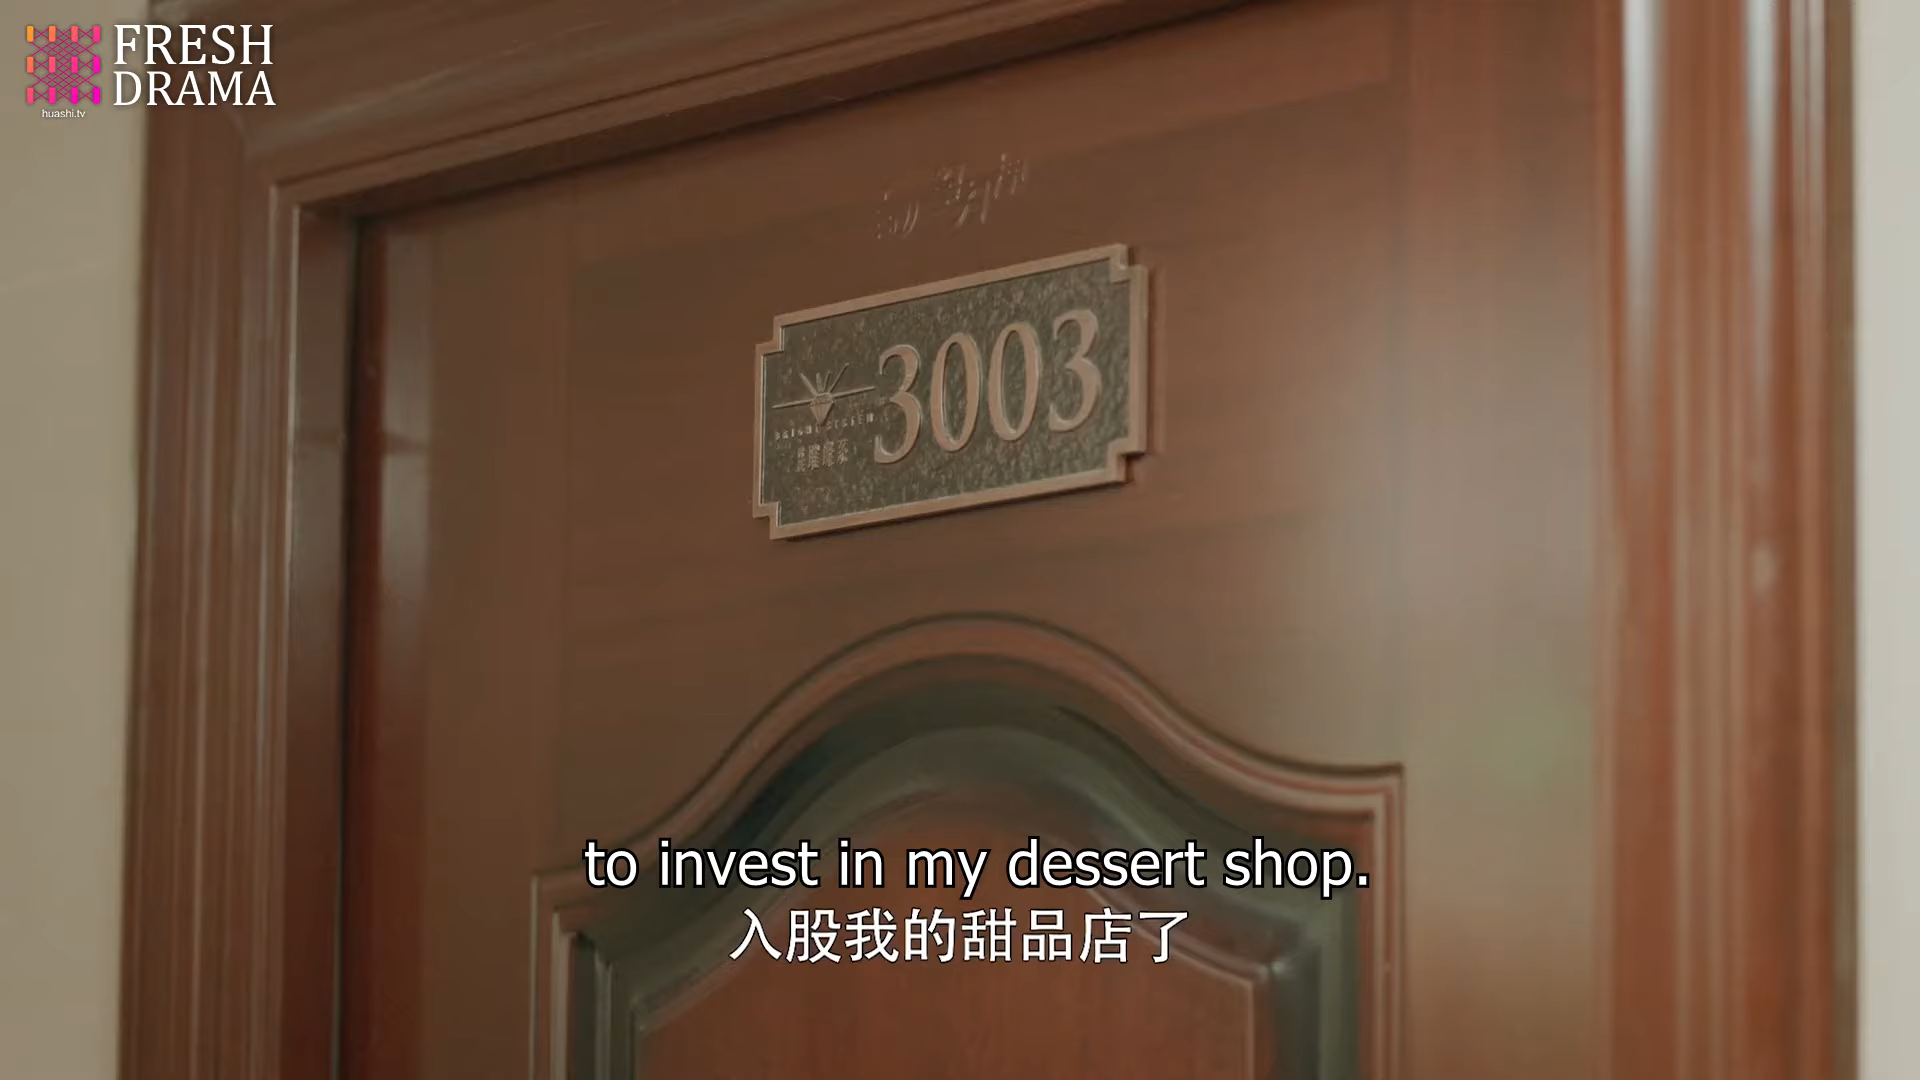 FRESH
DRAMA
huashi.tv
3003
to invest in my dessert shop.
入股我的甜品店了